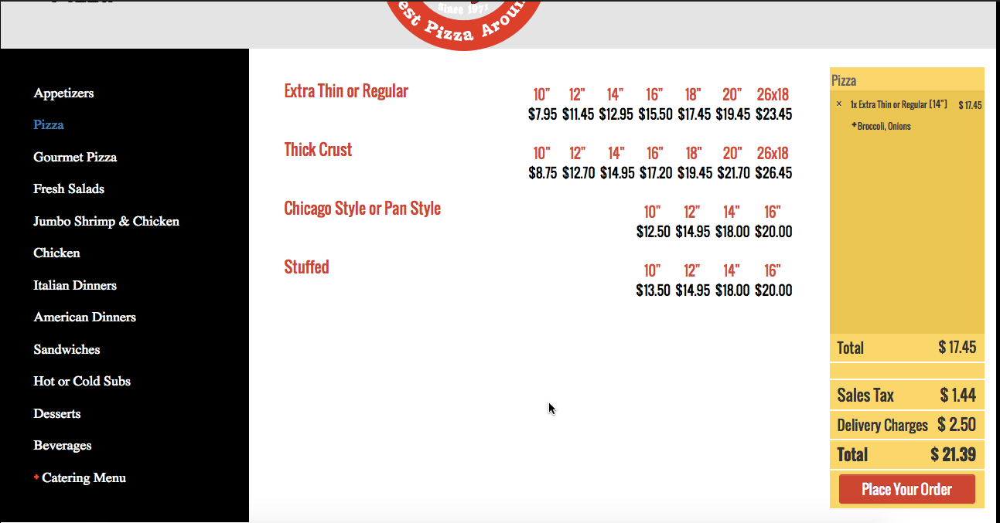 Since 1971
est Pizza Aroun
Appetizers
Pizza
Gourmet Pizza
Fresh Salads
Jumbo Shrimp & Chicken
Chicken
Italian Dinners
American Dinners
Sandwiches
Hot or Cold Subs
Desserts
Beverages
Catering Menu
Extra Thin or Regular
10" 12" 14" 16" 18" 20" 26x18
$7.95 $11.45 $12.95 $15.50 $17.45 $19.45 $23.45
Thick Crust
10" 12" 14" 16" 18" 20" 26x18
$8.75 $12.70 $14.95 $17.20 $19.45 $21.70 $26.45
Chicago Style or Pan Style
10" 12" 14" 16"
$12.50 $14.95 $18.00 $20.00
Stuffed
10" 12" 14" 16"
$13.50 $14.95 $18.00 $20.00
Pizza
× 1x Extra Thin or Regular [14"] $ 17.45
+Broccoli, Onions
Total $ 17.45
Sales Tax $ 1.44
Delivery Charges $ 2.50
Total $ 21.39
Place Your Order